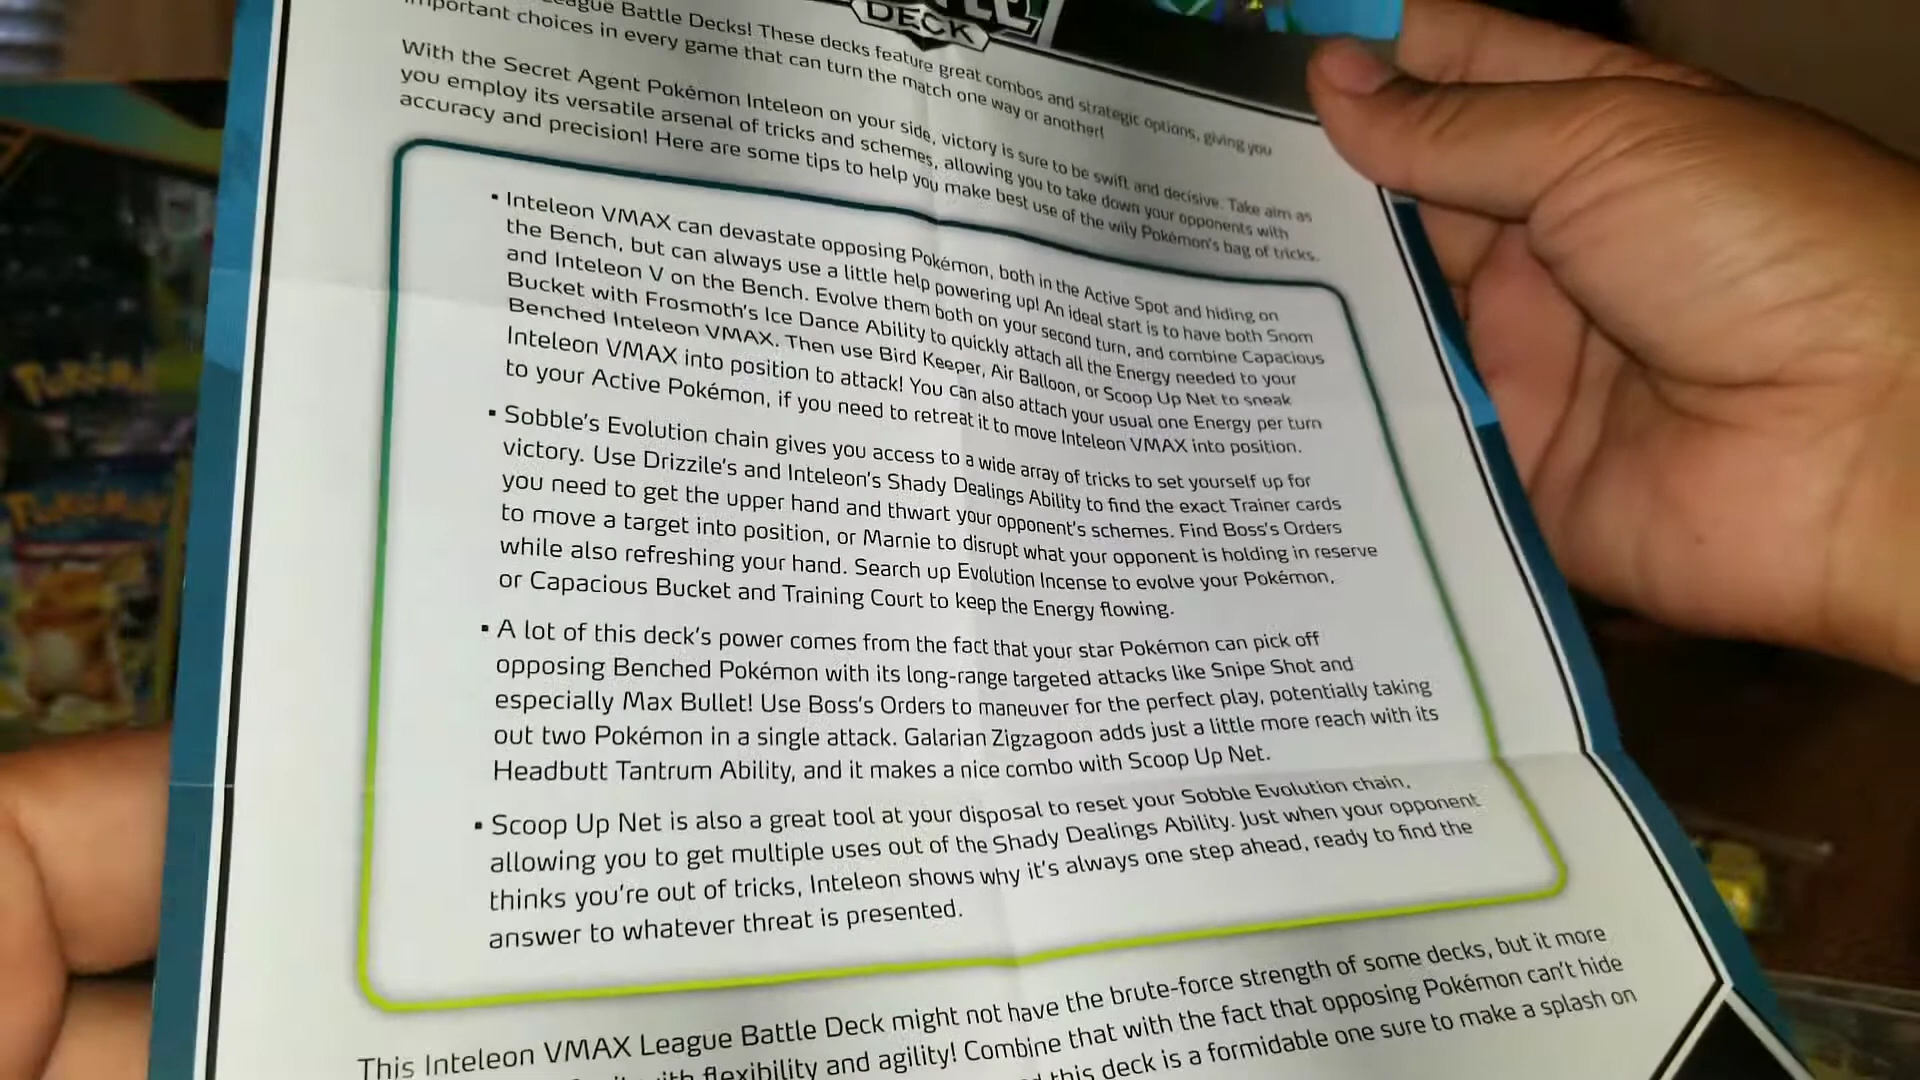 DECK
League Battle Decks! These decks feature great combos and strategic options, giving you
important choices in every game that can turn the match one way or another!
With the Secret Agent Pokémon Inteleon on your side, victory is sure to be swift and decisive. Take aim as
you employ its versatile arsenal of tricks and schemes, allowing you to take down your opponents with
accuracy and precision! Here are some tips to help you make best use of the wily Pokémon's bag of tricks.
▪ Inteleon VMAX can devastate opposing Pokémon, both in the Active Spot and hiding on
the Bench, but can always use a little help powering up! An ideal start is to have both Snom
and Inteleon V on the Bench. Evolve them both on your second turn, and combine Capacious
Bucket with Frosmoth's Ice Dance Ability to quickly attach all the Energy needed to your
Benched Inteleon VMAX. Then use Bird Keeper, Air Balloon, or Scoop Up Net to sneak
Inteleon VMAX into position to attack! You can also attach your usual one Energy per turn
to your Active Pokémon, if you need to retreat it to move Inteleon VMAX into position.
▪ Sobble's Evolution chain gives you access to a wide array of tricks to set yourself up for
victory. Use Drizzile's and Inteleon's Shady Dealings Ability to find the exact Trainer cards
you need to get the upper hand and thwart your opponent's schemes. Find Boss's Orders
to move a target into position, or Marnie to disrupt what your opponent is holding in reserve
while also refreshing your hand. Search up Evolution Incense to evolve your Pokémon,
or Capacious Bucket and Training Court to keep the Energy flowing.
▪ A lot of this deck's power comes from the fact that your star Pokémon can pick off
opposing Benched Pokémon with its long-range targeted attacks like Snipe Shot and
especially Max Bullet! Use Boss's Orders to maneuver for the perfect play, potentially taking
out two Pokémon in a single attack. Galarian Zigzagoon adds just a little more reach with its
Headbutt Tantrum Ability, and it makes a nice combo with Scoop Up Net.
▪ Scoop Up Net is also a great tool at your disposal to reset your Sobble Evolution chain,
allowing you to get multiple uses out of the Shady Dealings Ability. Just when your opponent
thinks you're out of tricks, Inteleon shows why it's always one step ahead, ready to find the
answer to whatever threat is presented.
This Inteleon VMAX League Battle Deck might not have the brute-force strength of some decks, but it more
with flexibility and agility! Combine that with the fact that opposing Pokémon can't hide
this deck is a formidable one sure to make a splash on
Pokémon
Pokémon